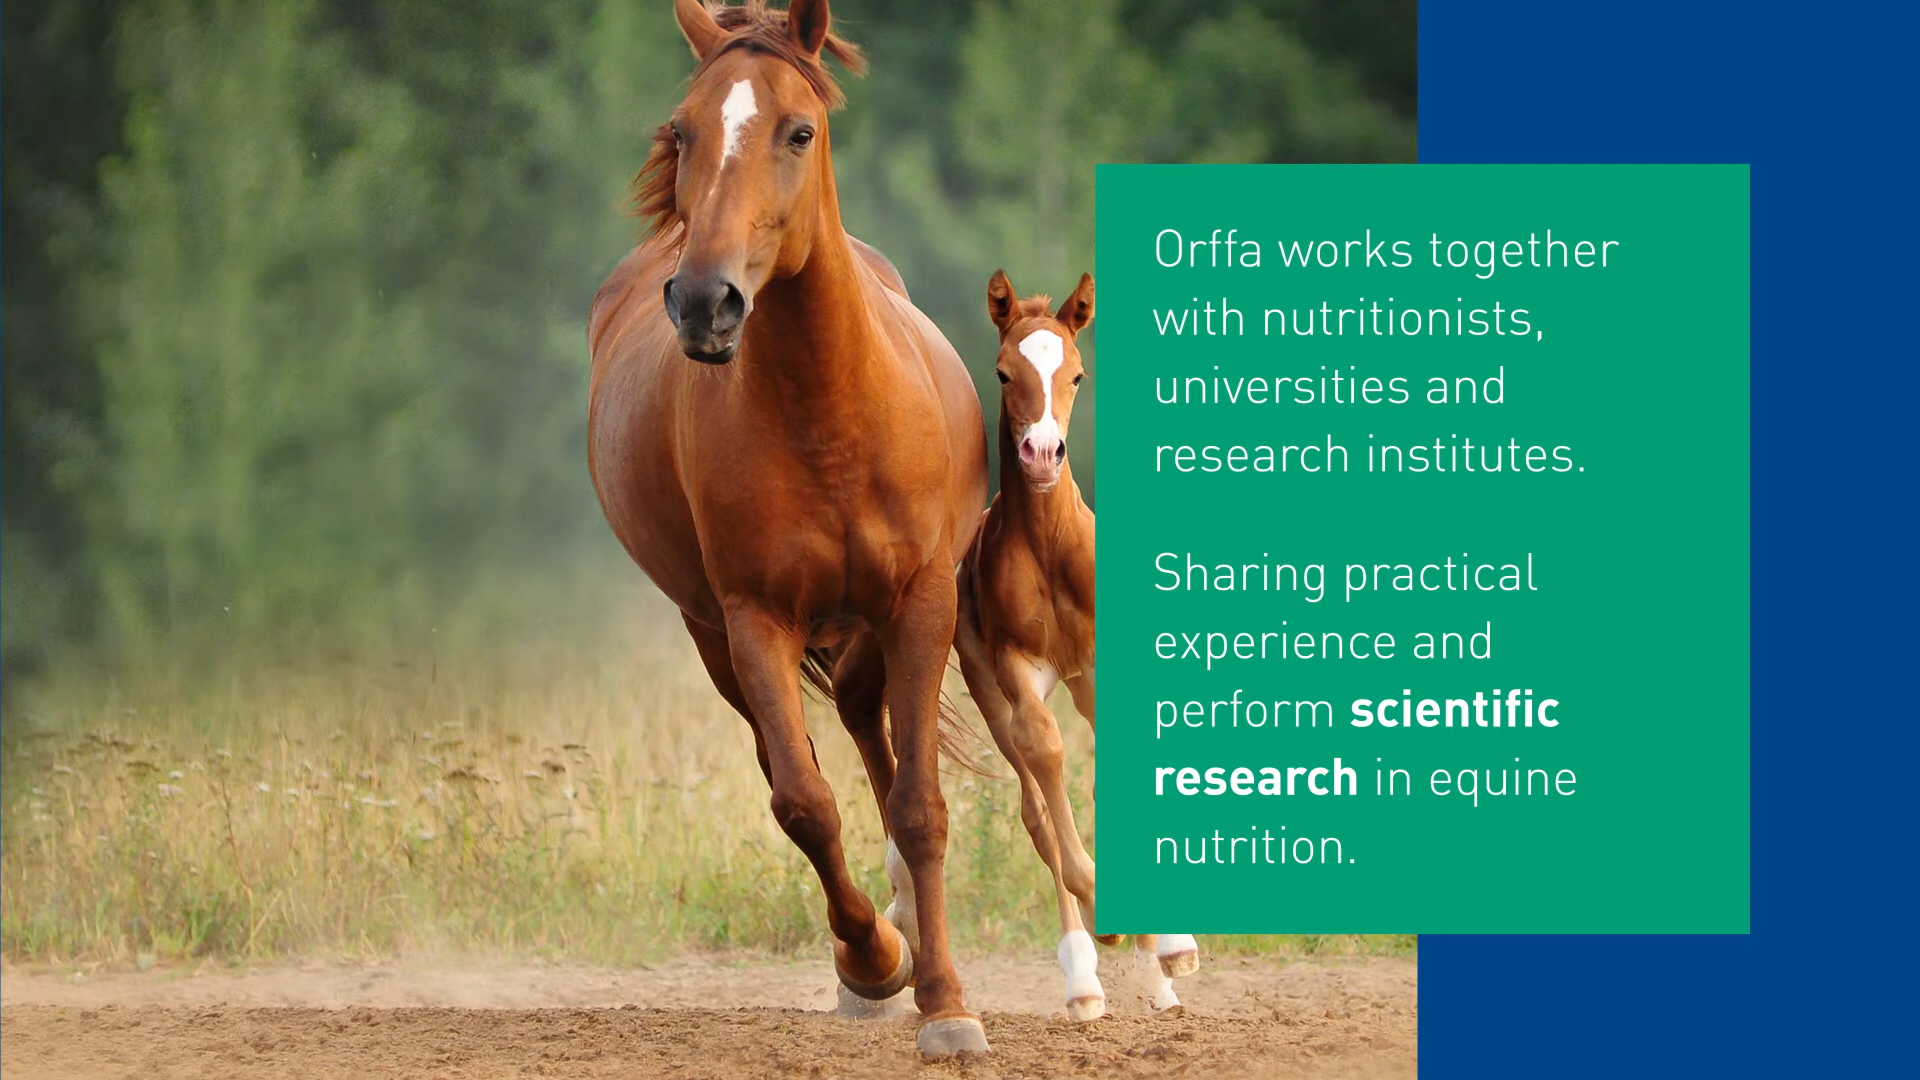 Orffa works together
with nutritionists,
universities and
research institutes.
Sharing practical
experience and
perform scientific
research in equine
nutrition.